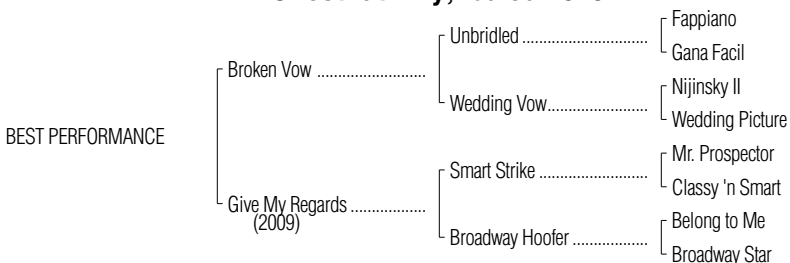 Fappiano
Unbridled ..............................
Gana Facil
Broken Vow ..........................
Nijinsky II
Wedding Vow........................
Wedding Picture
BEST PERFORMANCE
Mr. Prospector
Smart Strike ..........................
Classy 'n Smart
Give My Regards ..................
(2009)
Belong to Me
Broadway Hoofer ..................
Broadway Star